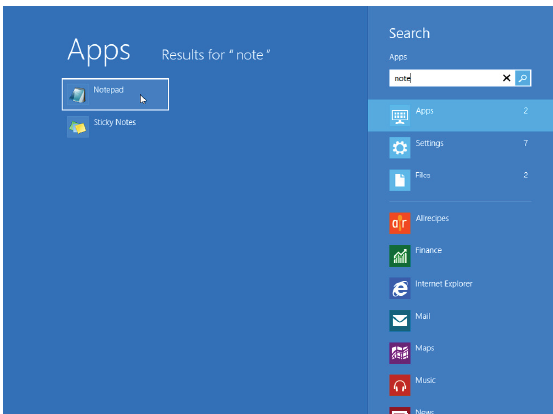 Apps Results for “ note ”
Notepad
Sticky Notes
Search
Apps
note
Apps 2
Settings 7
Files 2
Allrecipes
Finance
Internet Explorer
Mail
Maps
Music
News